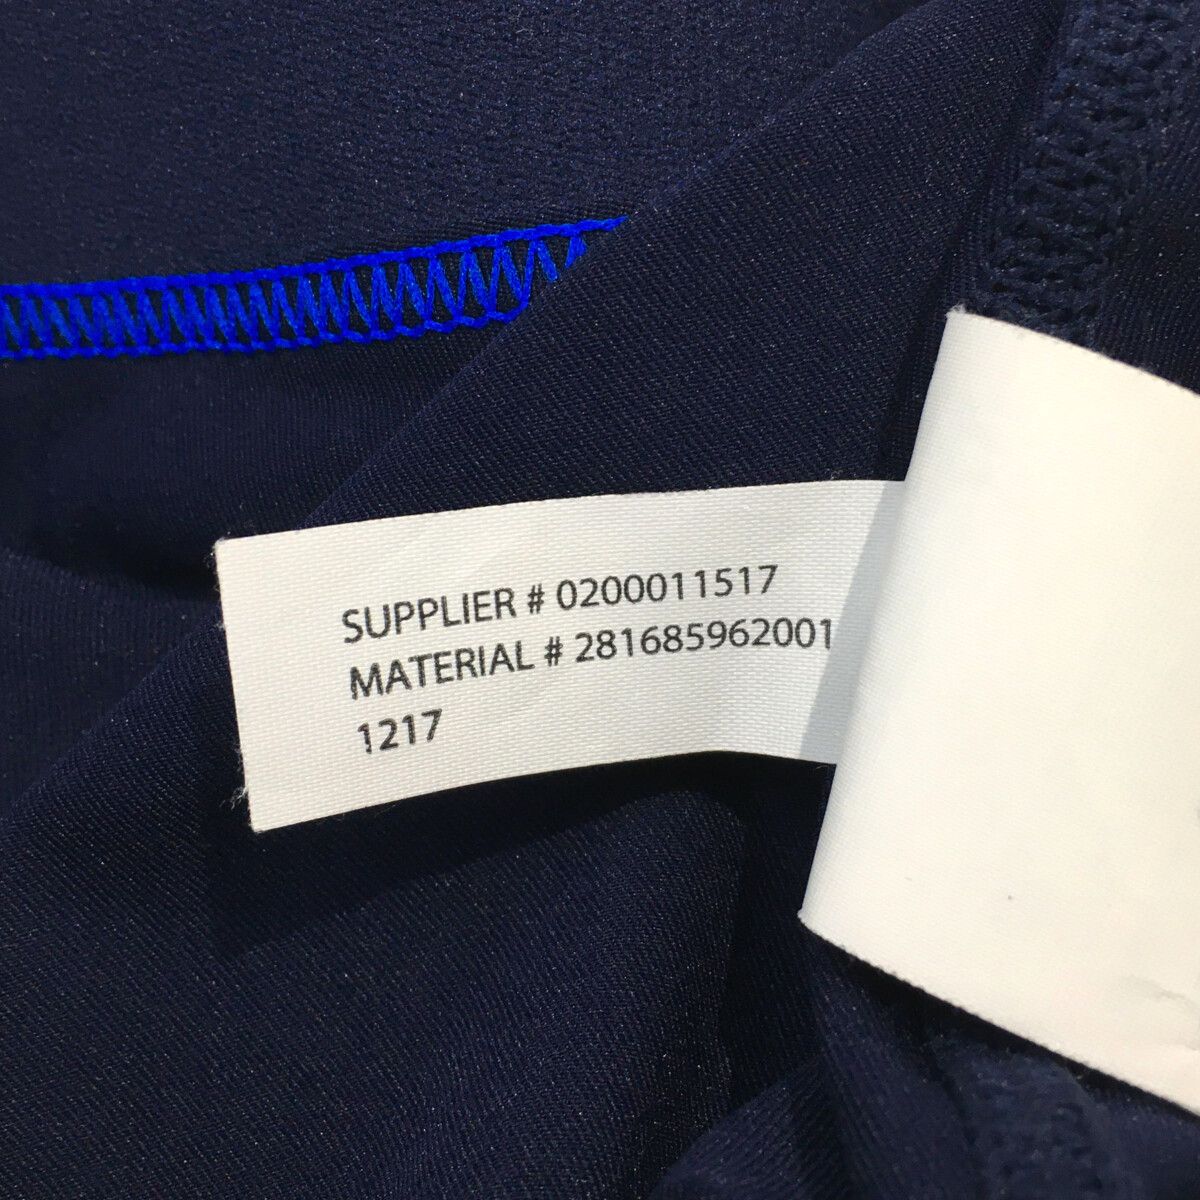 SUPPLIER # 0200011517
MATERIAL # 281685962001
1217